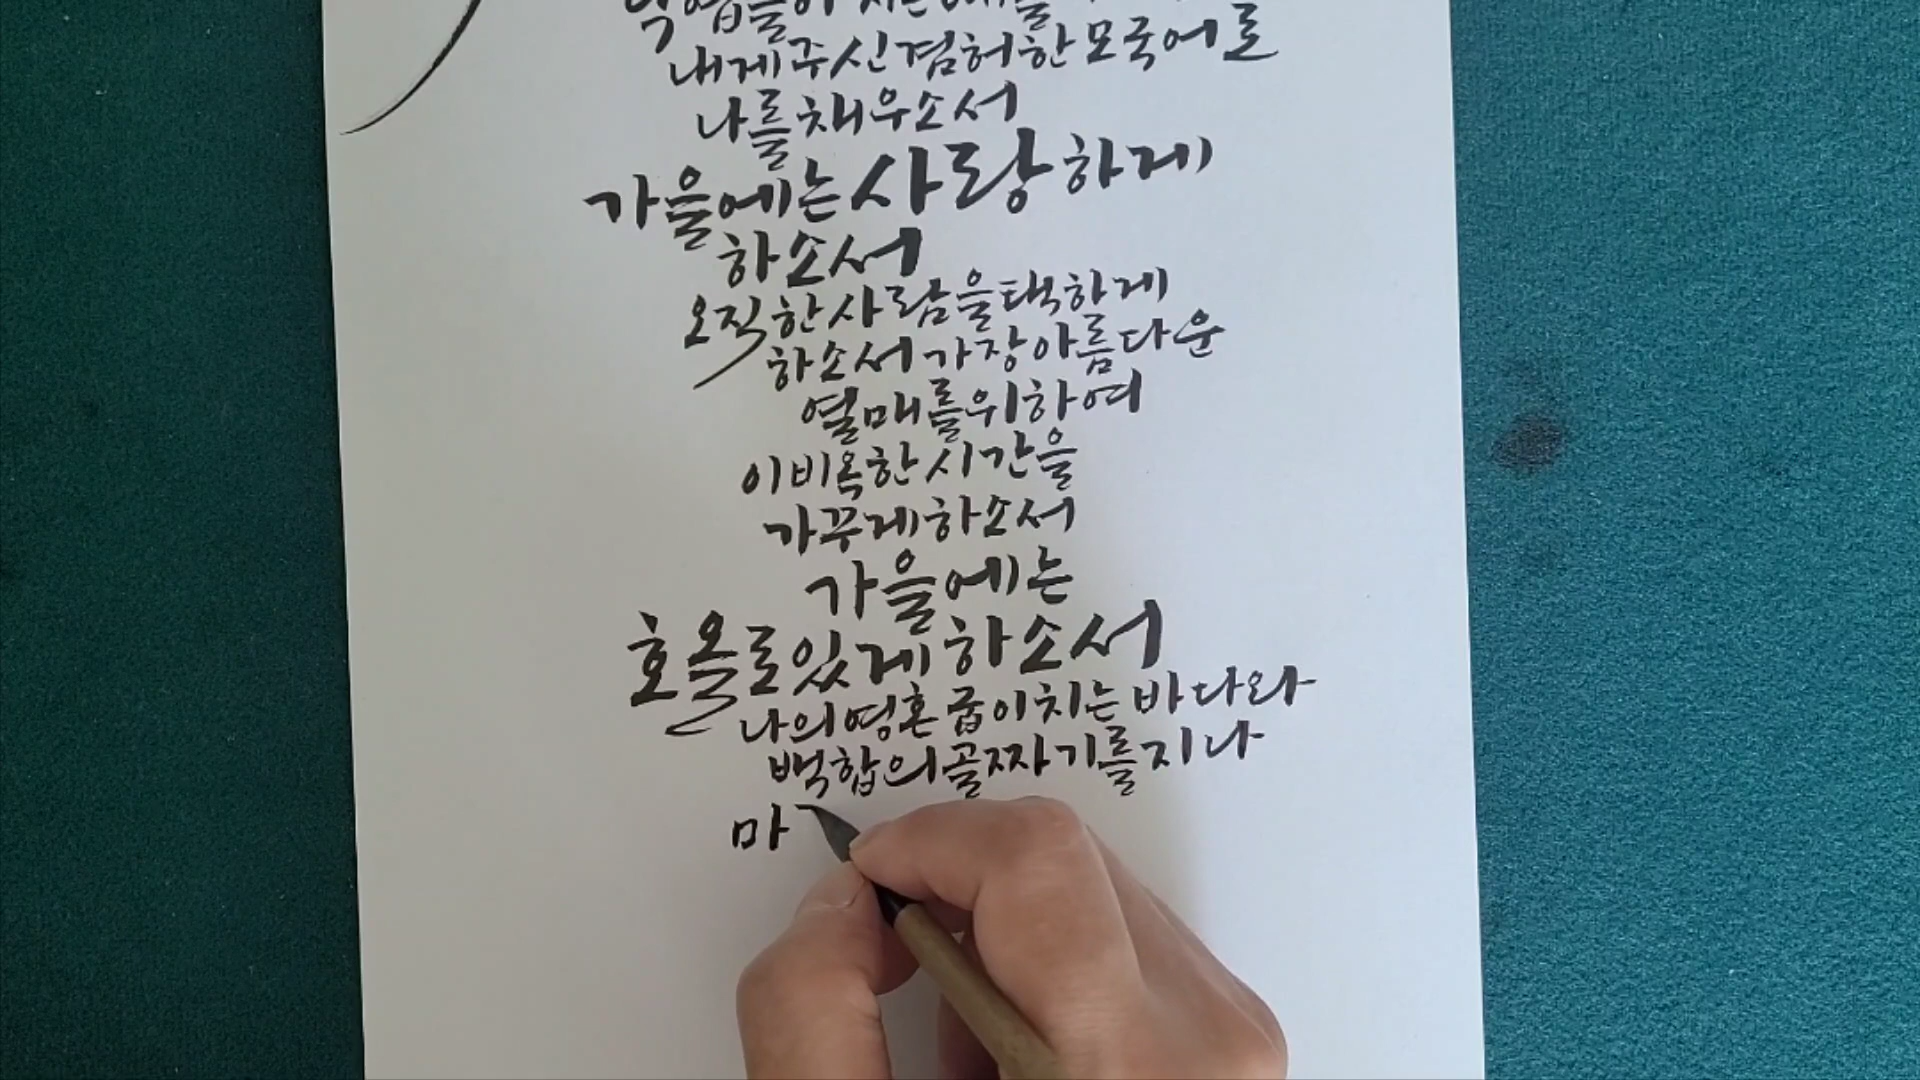 내게 주신 겸허한 모국어로
나를 채우소서
가을에는 사랑하게
하소서
오직 한 사람을 택하게
하소서 가장 아름다운
열매를 위하여
이 비옥한 시간을
가꾸게 하소서
가을에는
호올로 있게 하소서
나의 영혼 굽이치는 바다와
백합의 골짜기를 지나
마